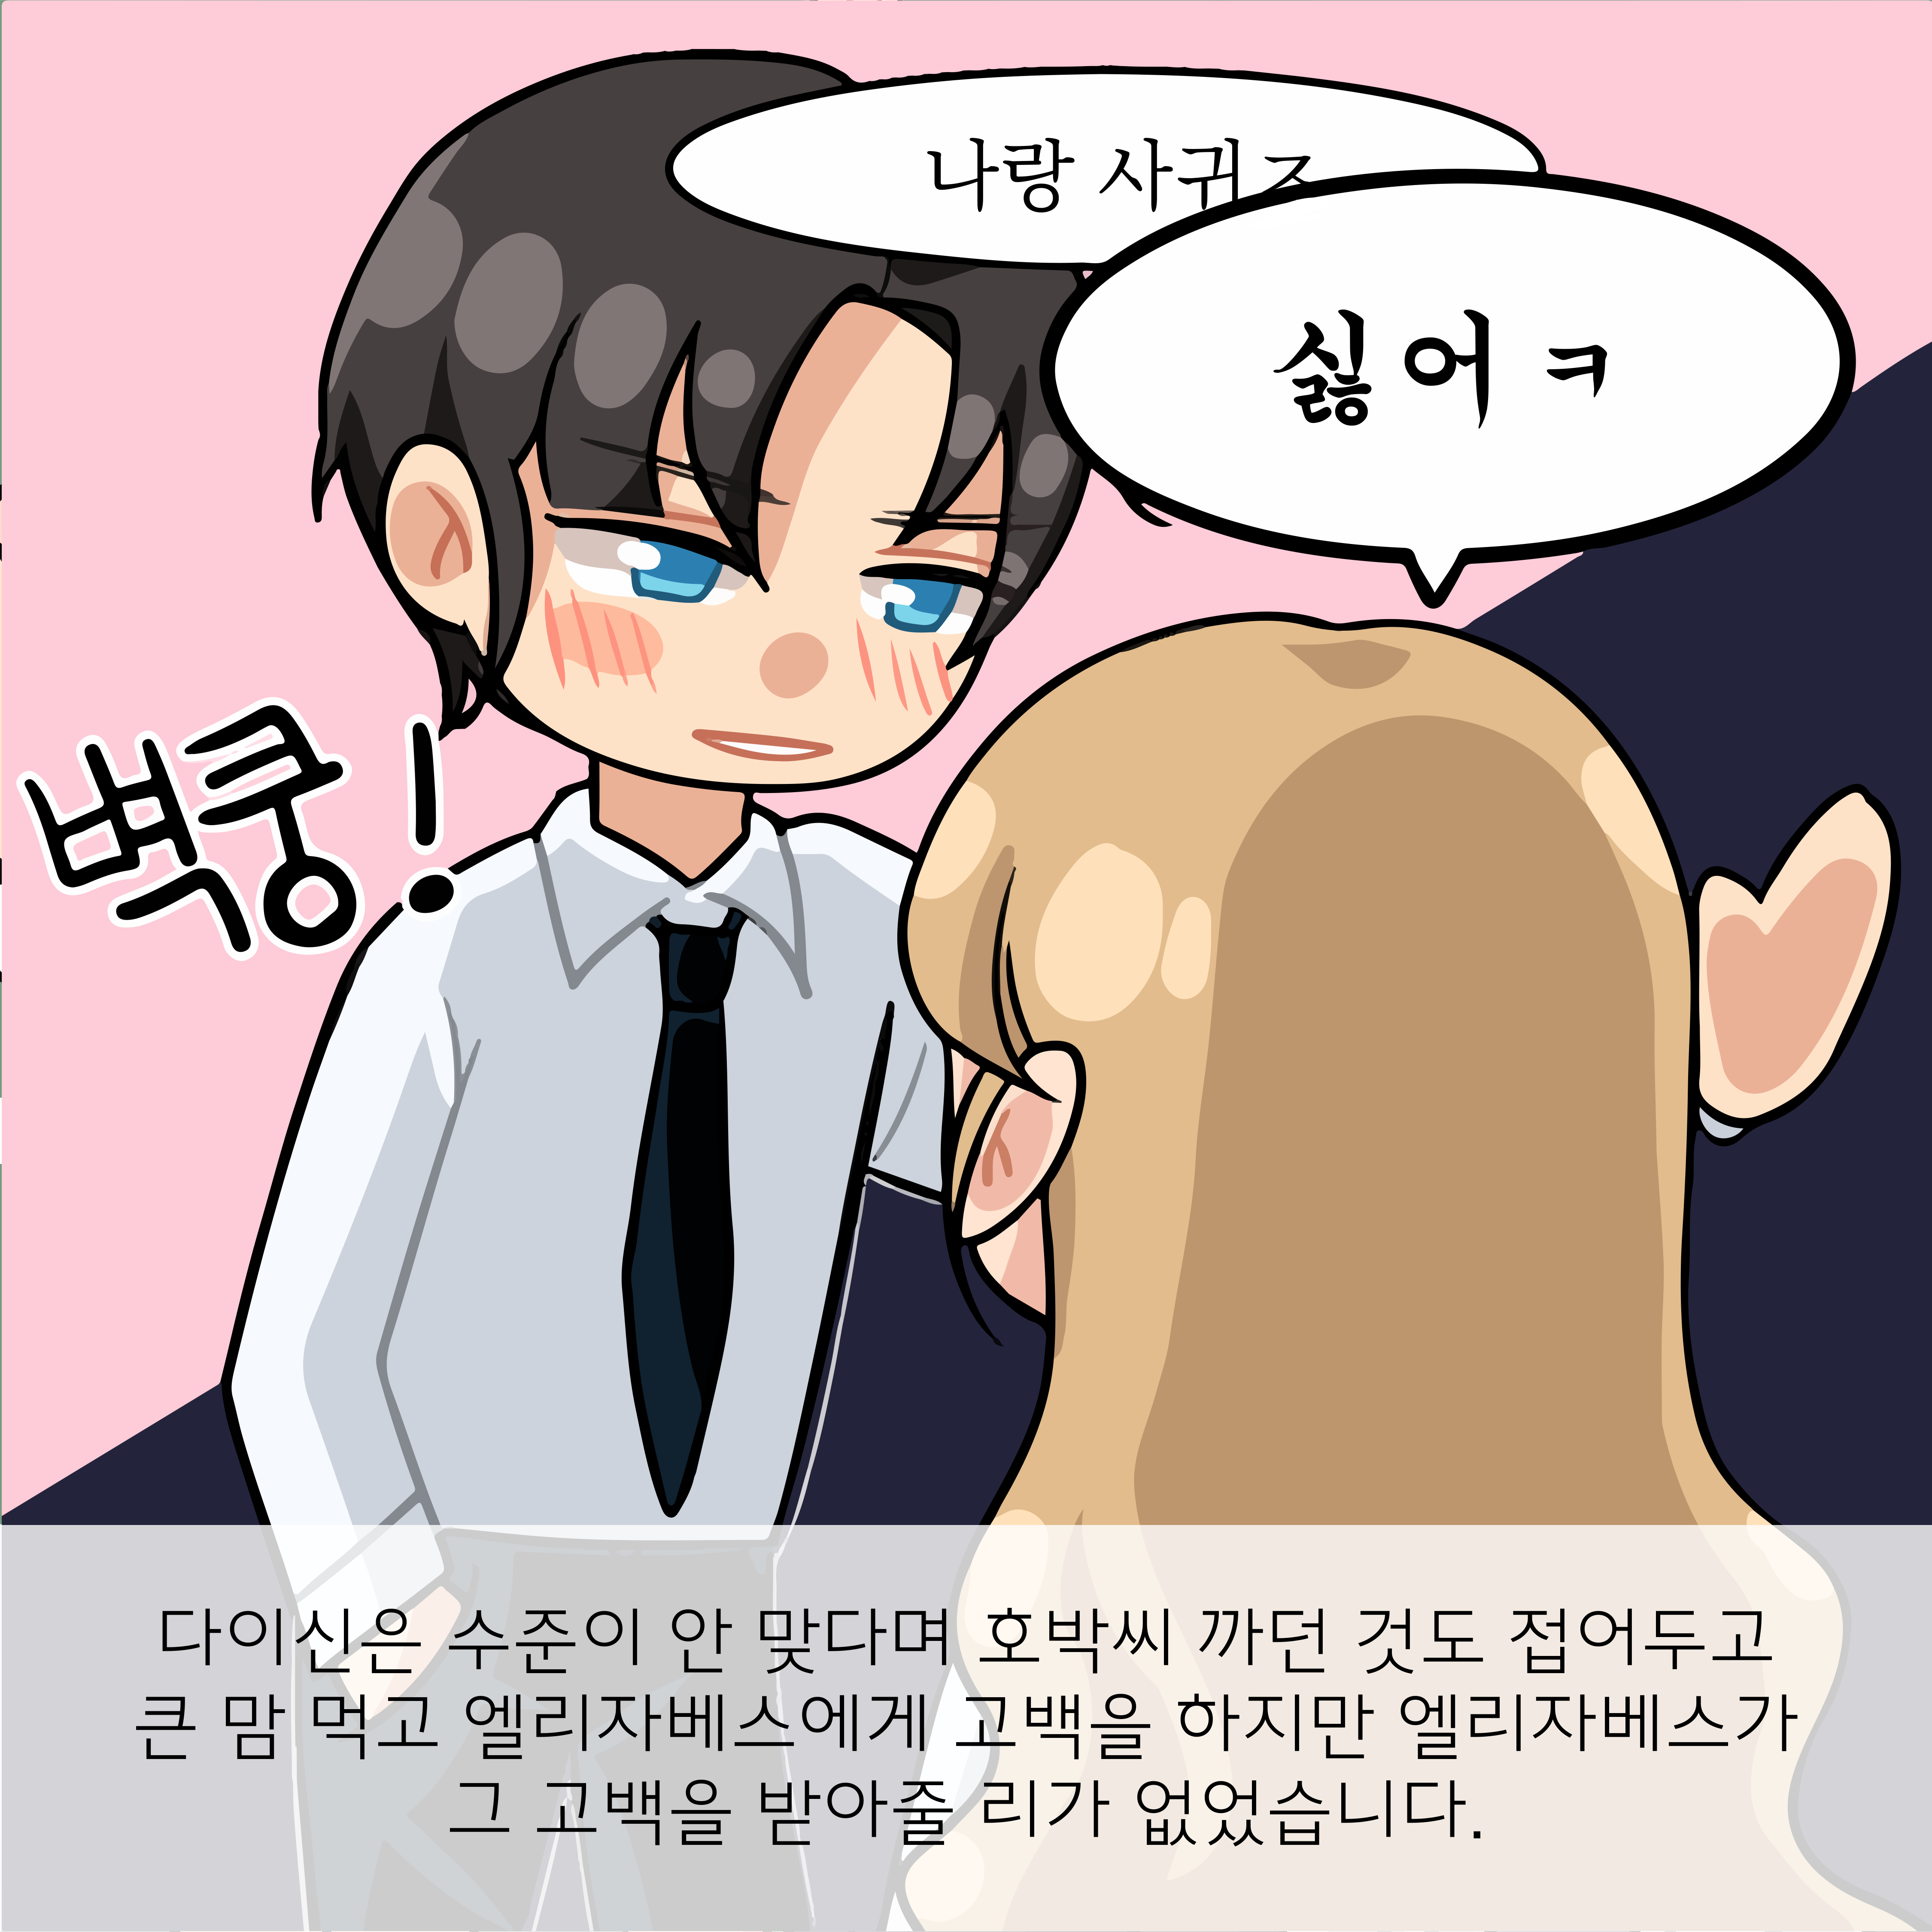 나랑 사귀ㅈ
싫어 ㅋ
빽퉁!
다이신은 수준이 안 맞다며 호박씨 까던 것도 접어두고
큰 맘 먹고 엘리자베스에게 고백을 하지만 엘리자베스가
그 고백을 받아줄 리가 없었습니다.